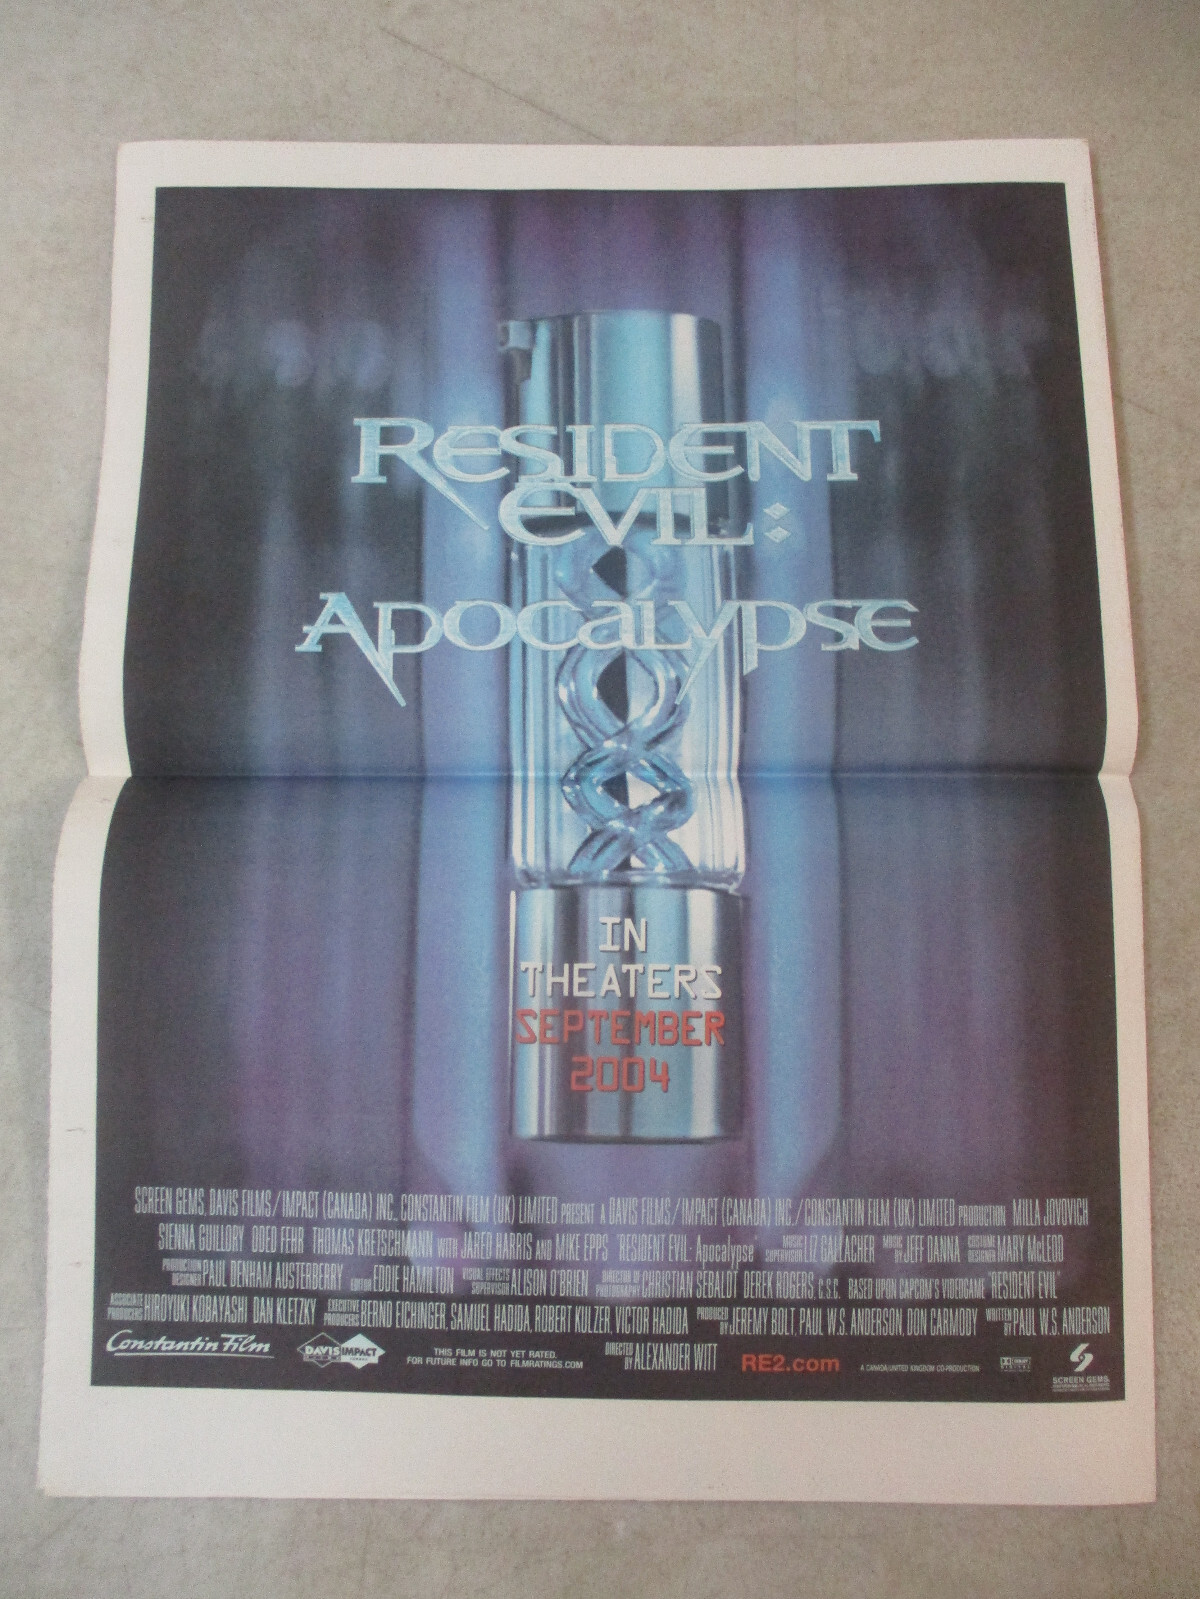 RESIDENT
EVIL:
APOCALYPSE
IN
THEATERS
SEPTEMBER
2004
SCREEN GEMS, DAVIS FILMS/IMPACT (CANADA) INC., CONSTANTIN FILM (UK) LIMITED PRESENT A DAVIS FILMS/IMPACT (CANADA) INC./CONSTANTIN FILM (UK) LIMITED PRODUCTION MILLA JOVOVICH
SIENNA GUILLORY ODED FEHR THOMAS KRETSCHMANN WITH JARED HARRIS AND MIKE EPPS "RESIDENT EVIL: Apocalypse" MUSIC SUPERVISOR LIZ GALLACHER MUSIC BY JEFF DANNA COSTUME DESIGNER MARY McLEOD
PRODUCTION DESIGNER PAUL DENHAM AUSTERBERRY EDITOR EDDIE HAMILTON VISUAL EFFECTS SUPERVISOR ALISON O'BRIEN DIRECTOR OF PHOTOGRAPHY CHRISTIAN SEBALDT DEREK ROGERS, C.S.C. BASED UPON CAPCOM'S VIDEOGAME "RESIDENT EVIL"
ASSOCIATE PRODUCERS HIROYUKI KOBAYASHI DAN KLETZKY EXECUTIVE PRODUCERS BERND EICHINGER, SAMUEL HADIDA, ROBERT KULZER, VICTOR HADIDA PRODUCED BY JEREMY BOLT, PAUL W.S. ANDERSON, DON CARMODY WRITTEN BY PAUL W.S. ANDERSON
Constantin Film DAVIS FILMS IMPACT THIS FILM IS NOT YET RATED.
FOR FUTURE INFO GO TO FILMRATINGS.COM DIRECTED BY ALEXANDER WITT RE2.com A CANADA/UNITED KINGDOM CO-PRODUCTION DOLBY DIGITAL
SCREEN GEMS